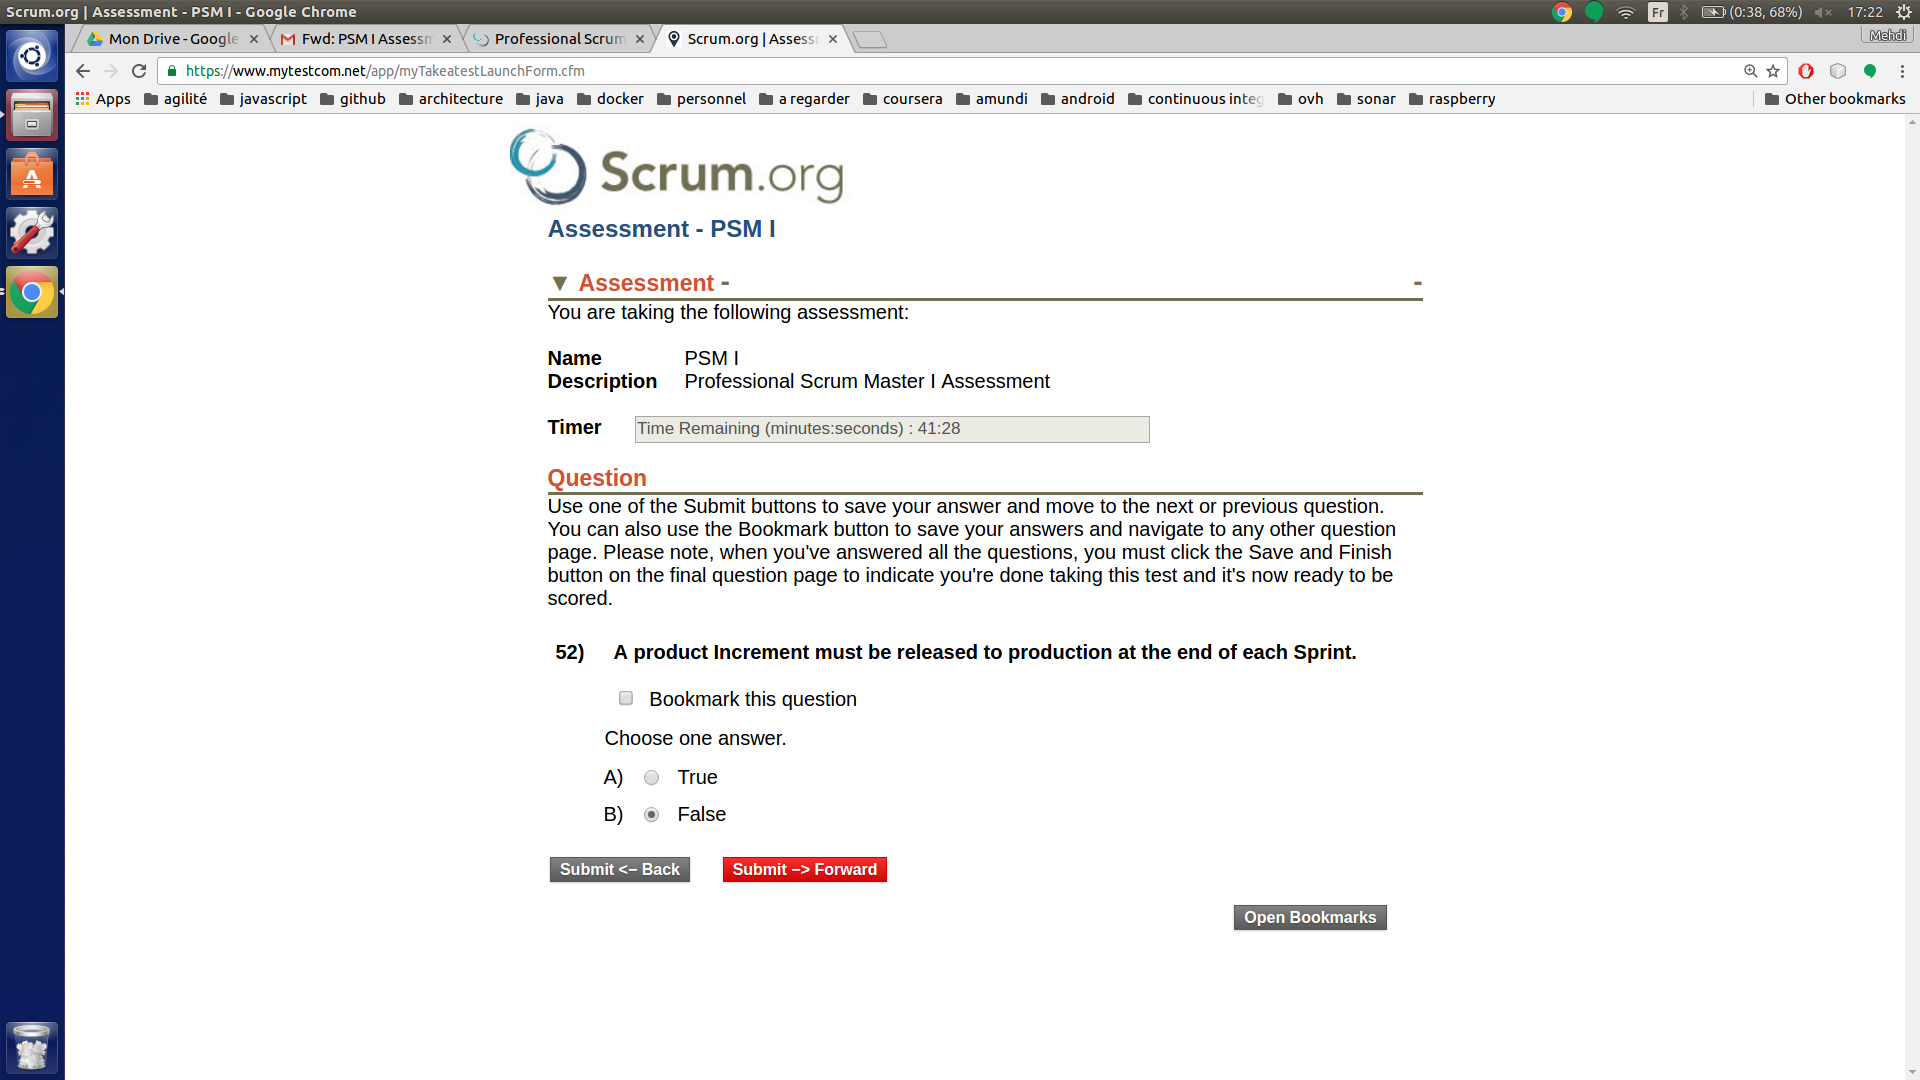 Scrum.org | Assessment - PSM I - Google Chrome
Fr
(0:38, 68%)
17:22
Mon Drive - Google
Fwd: PSM I Assessm
Professional Scrum
Scrum.org | Assess
Mehdi
https://www.mytestcom.net/app/myTakeatestLaunchForm.cfm
Apps agilité javascript github architecture java docker personnel a regarder coursera amundi android continuous integ ovh sonar raspberry Other bookmarks
Scrum.org
Assessment - PSM I
▼ Assessment - -
You are taking the following assessment:
Name PSM I
Description Professional Scrum Master I Assessment
Timer Time Remaining (minutes:seconds) : 41:28
Question
Use one of the Submit buttons to save your answer and move to the next or previous question.
You can also use the Bookmark button to save your answers and navigate to any other question
page. Please note, when you've answered all the questions, you must click the Save and Finish
button on the final question page to indicate you're done taking this test and it's now ready to be
scored.
52) A product Increment must be released to production at the end of each Sprint.
Bookmark this question
Choose one answer.
A) True
B) False
Submit <– Back Submit –> Forward
Open Bookmarks